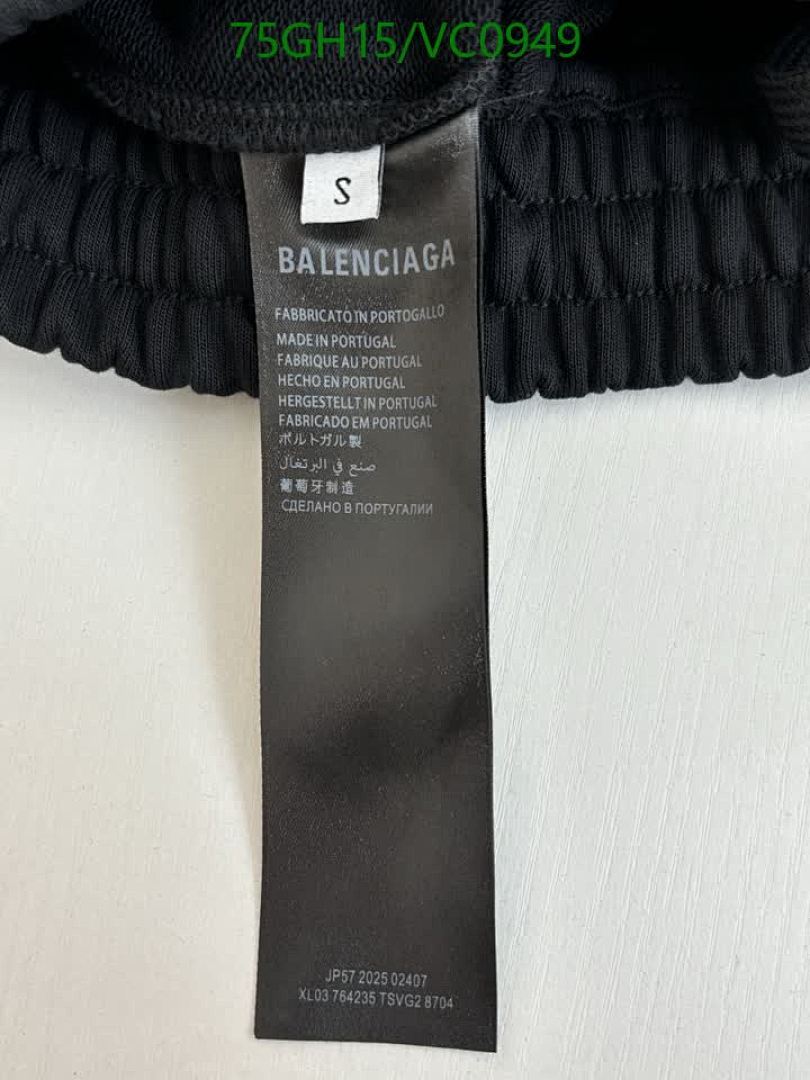 75GH15/VC0949
S
BALENCIAGA
FABBRICATO IN PORTOGALLO
MADE IN PORTUGAL
FABRIQUE AU PORTUGAL
HECHO EN PORTUGAL
HERGESTELLT IN PORTUGAL
FABRICADO EM PORTUGAL
ポルトガル製
صنع في البرتغال
葡萄牙制造
СДЕЛАНО В ПОРТУГАЛИИ
JP57 2025 02407
XL03 764235 TSVG2 8704